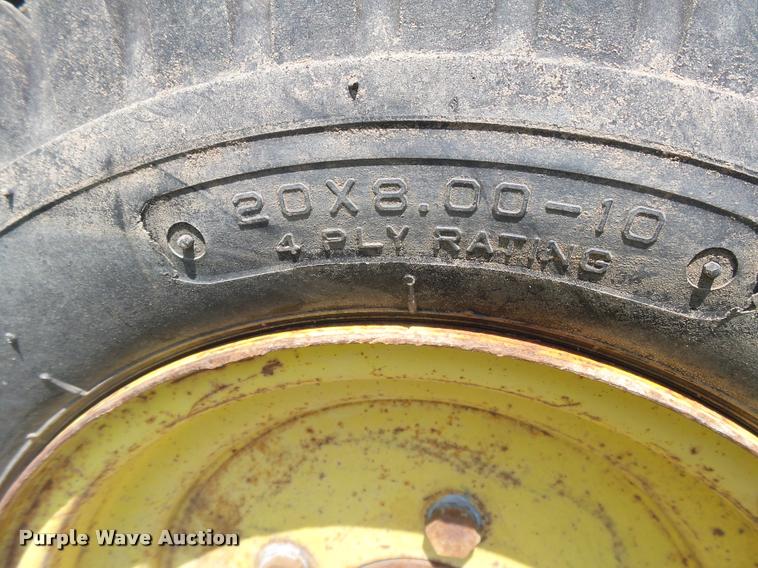 20X8.00-10
4 PLY RATING
Purple Wave Auction